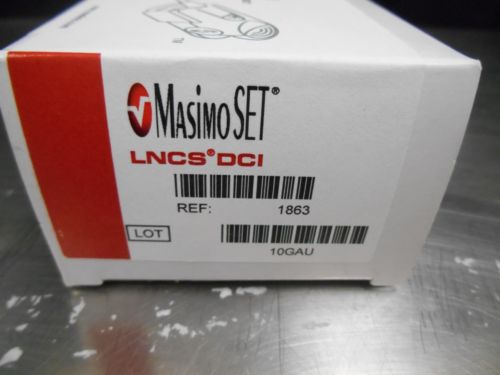 MASIMO SET®
LNCS® DCI
REF: 1863
LOT
10GAU